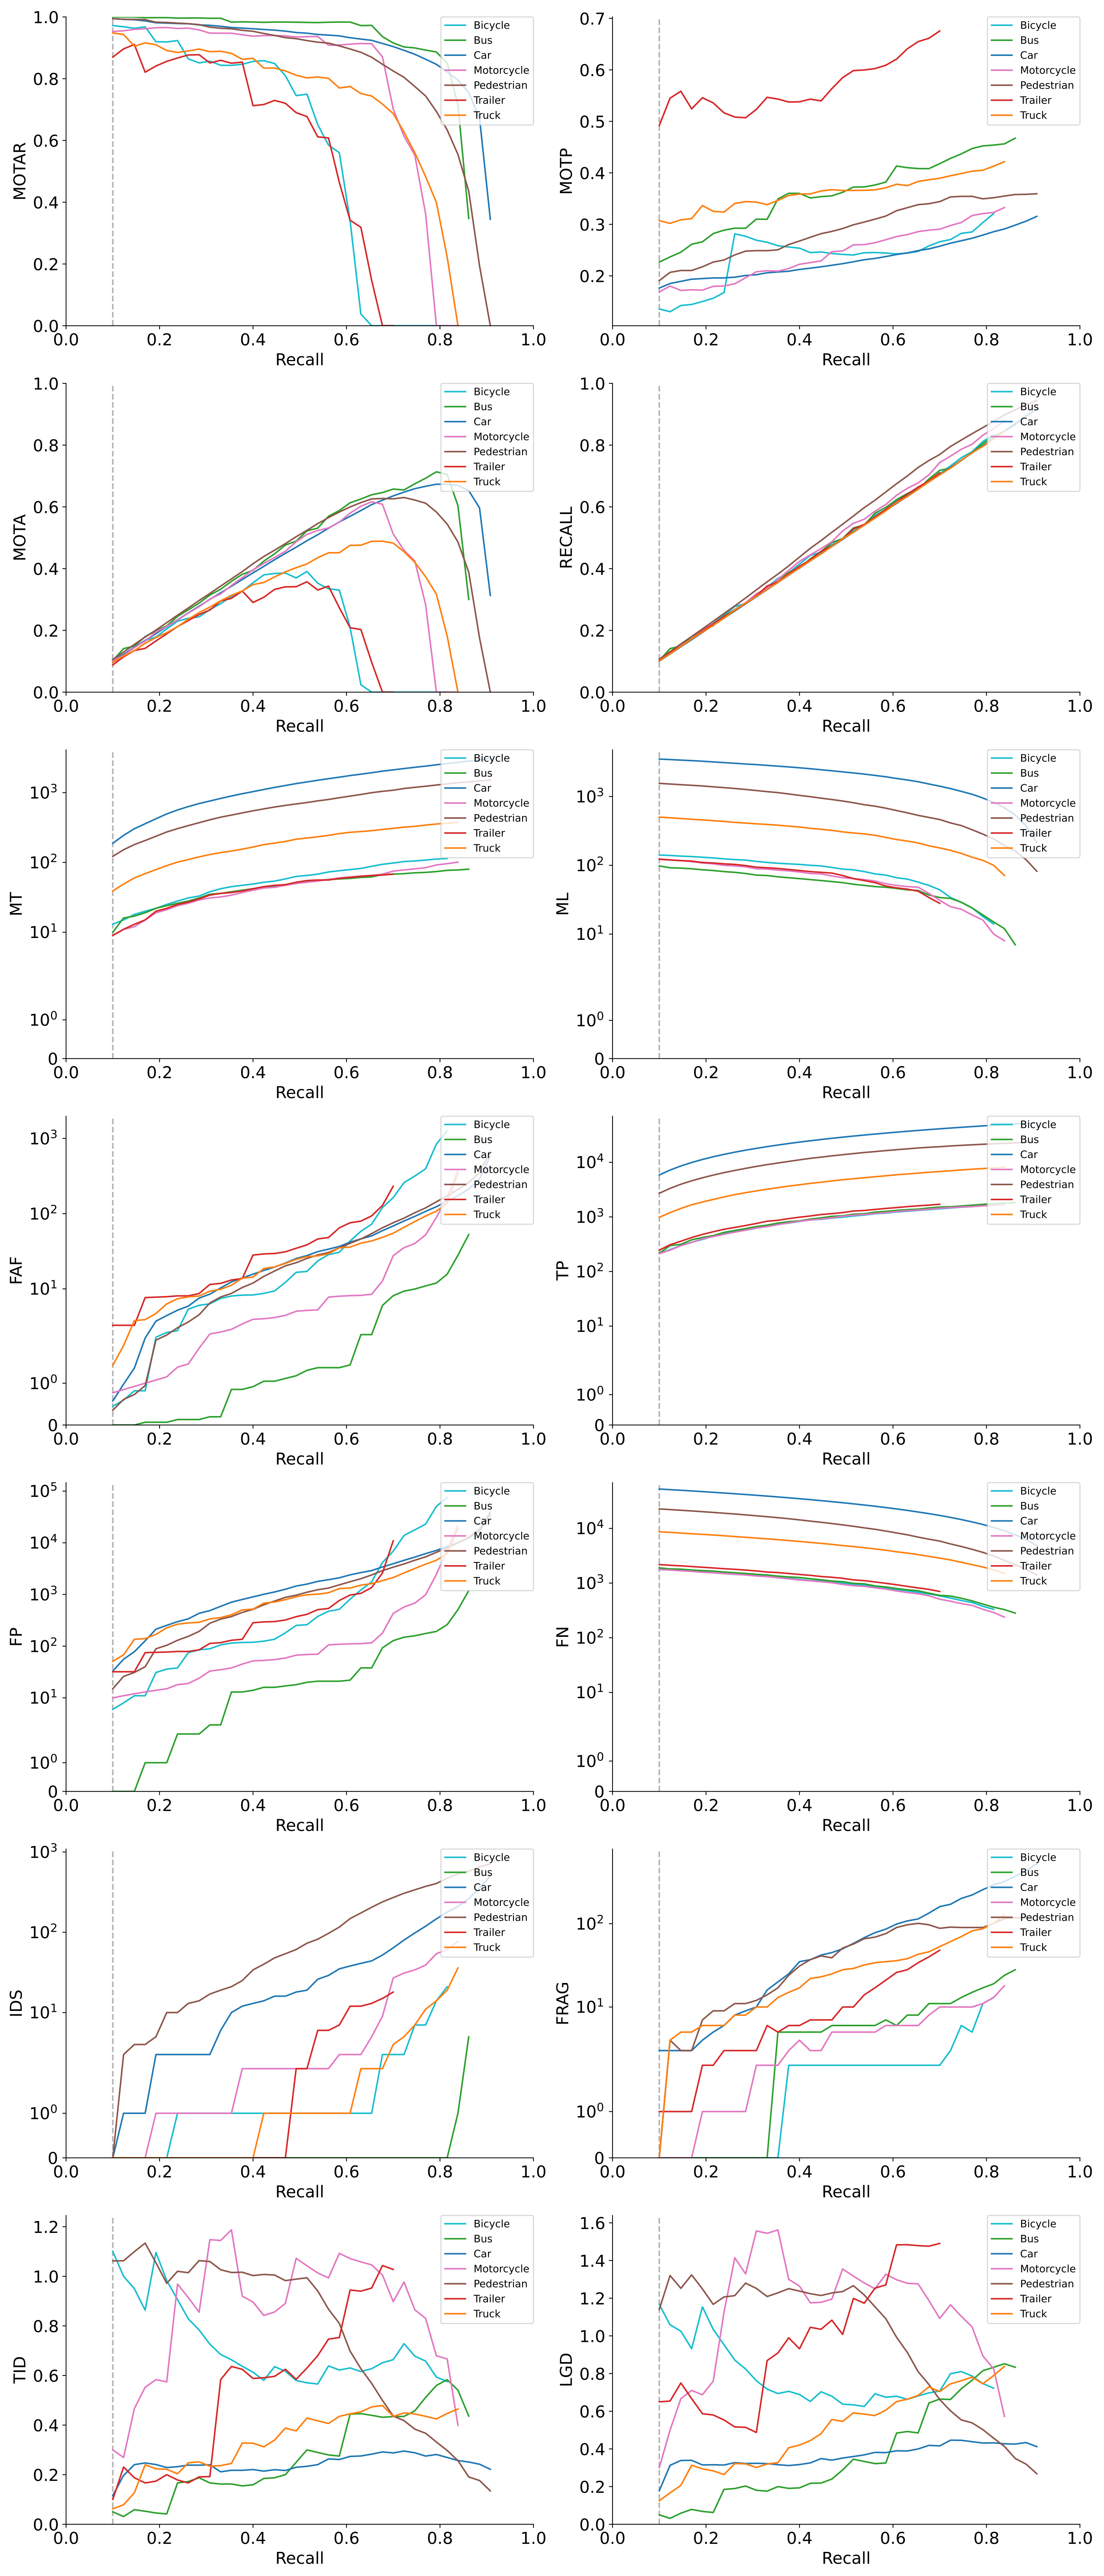 MOTAR
1.0
0.8
0.6
0.4
0.2
0.0
0.0 0.2 0.4 0.6 0.8 1.0
Recall
Bicycle
Bus
Car
Motorcycle
Pedestrian
Trailer
Truck
MOTP
0.7
0.6
0.5
0.4
0.3
0.2
0.0 0.2 0.4 0.6 0.8 1.0
Recall
Bicycle
Bus
Car
Motorcycle
Pedestrian
Trailer
Truck
MOTA
1.0
0.8
0.6
0.4
0.2
0.0
0.0 0.2 0.4 0.6 0.8 1.0
Recall
Bicycle
Bus
Car
Motorcycle
Pedestrian
Trailer
Truck
RECALL
1.0
0.8
0.6
0.4
0.2
0.0
0.0 0.2 0.4 0.6 0.8 1.0
Recall
Bicycle
Bus
Car
Motorcycle
Pedestrian
Trailer
Truck
MT
10³
10²
10¹
10⁰
0
0.0 0.2 0.4 0.6 0.8 1.0
Recall
Bicycle
Bus
Car
Motorcycle
Pedestrian
Trailer
Truck
ML
10³
10²
10¹
10⁰
0
0.0 0.2 0.4 0.6 0.8 1.0
Recall
Bicycle
Bus
Car
Motorcycle
Pedestrian
Trailer
Truck
FAF
10³
10²
10¹
10⁰
0
0.0 0.2 0.4 0.6 0.8 1.0
Recall
Bicycle
Bus
Car
Motorcycle
Pedestrian
Trailer
Truck
TP
10⁴
10³
10²
10¹
10⁰
0
0.0 0.2 0.4 0.6 0.8 1.0
Recall
Bicycle
Bus
Car
Motorcycle
Pedestrian
Trailer
Truck
FP
10⁵
10⁴
10³
10²
10¹
10⁰
0
0.0 0.2 0.4 0.6 0.8 1.0
Recall
Bicycle
Bus
Car
Motorcycle
Pedestrian
Trailer
Truck
FN
10⁴
10³
10²
10¹
10⁰
0
0.0 0.2 0.4 0.6 0.8 1.0
Recall
Bicycle
Bus
Car
Motorcycle
Pedestrian
Trailer
Truck
IDS
10³
10²
10¹
10⁰
0
0.0 0.2 0.4 0.6 0.8 1.0
Recall
Bicycle
Bus
Car
Motorcycle
Pedestrian
Trailer
Truck
FRAG
10²
10¹
10⁰
0
0.0 0.2 0.4 0.6 0.8 1.0
Recall
Bicycle
Bus
Car
Motorcycle
Pedestrian
Trailer
Truck
TID
1.2
1.0
0.8
0.6
0.4
0.2
0.0
0.0 0.2 0.4 0.6 0.8 1.0
Recall
Bicycle
Bus
Car
Motorcycle
Pedestrian
Trailer
Truck
LGD
1.6
1.4
1.2
1.0
0.8
0.6
0.4
0.2
0.0
0.0 0.2 0.4 0.6 0.8 1.0
Recall
Bicycle
Bus
Car
Motorcycle
Pedestrian
Trailer
Truck